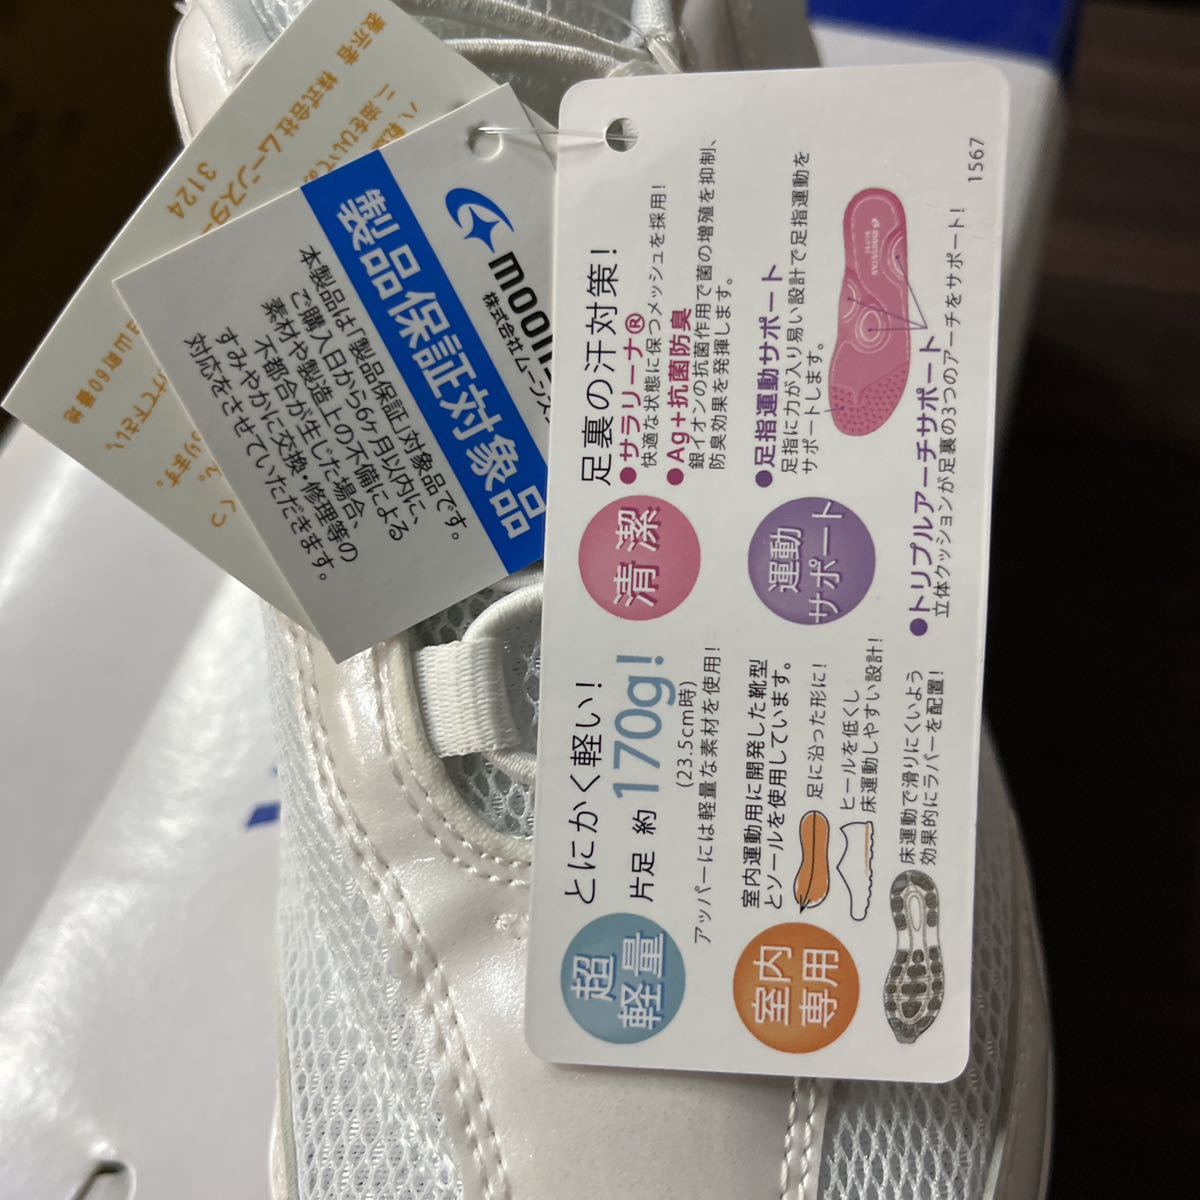 表示者 株式会社ムーンスタ
3124
製品保証対象品
本製品は「製品保証」対象品です。
ご購入日から6ヶ月以内に、
素材や製造上の不備による
不都合が生じた場合、
すみやかに交換・修理等の
対応をさせていただきます。
moon
株式会社ムーンス
超軽量
とにかく軽い!
片足 約170g!
(23.5cm時)
アッパーには軽量な素材を使用!
清潔
足裏の汗対策!
●サラリーナ®
快適な状態に保つメッシュを採用!
●Ag+抗菌防臭
銀イオンの抗菌作用で菌の増殖を抑制、
防臭効果を発揮します。
室内専用
室内運動用に開発した靴型
とソールを使用しています。
足に沿った形に!
ヒールを低くし
床運動しやすい設計!
床運動で滑りにくいよう
効果的にラバーを配置!
運動サポート
●足指運動サポート
足指に力が入り易い設計で足指運動を
サポートします。
●トリプルアーチサポート
立体クッションが足裏の3つのアーチをサポート!
1567